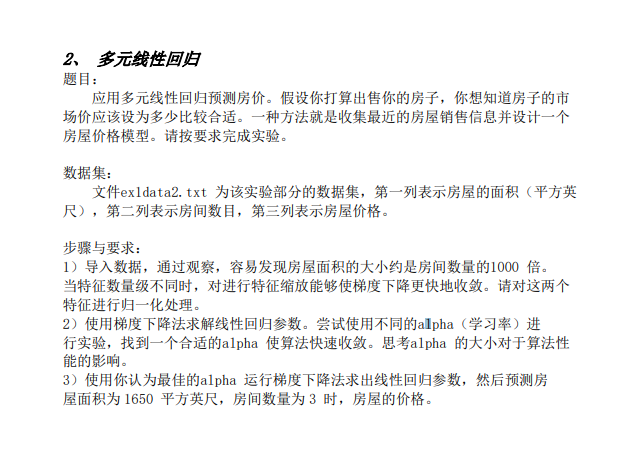 2、 多元线性回归
题目：
应用多元线性回归预测房价。假设你打算出售你的房子，你想知道房子的市
场价应该设为多少比较合适。一种方法就是收集最近的房屋销售信息并设计一个
房屋价格模型。请按要求完成实验。
数据集：
文件ex1data2.txt 为该实验部分的数据集，第一列表示房屋的面积（平方英
尺），第二列表示房间数目，第三列表示房屋价格。
步骤与要求：
1）导入数据，通过观察，容易发现房屋面积的大小约是房间数量的1000 倍。
当特征数量级不同时，对进行特征缩放能够使梯度下降更快地收敛。请对这两个
特征进行归一化处理。
2）使用梯度下降法求解线性回归参数。尝试使用不同的alpha（学习率）进
行实验，找到一个合适的alpha 使算法快速收敛。思考alpha 的大小对于算法性
能的影响。
3）使用你认为最佳的alpha 运行梯度下降法求出线性回归参数，然后预测房
屋面积为1650 平方英尺，房间数量为3 时，房屋的价格。